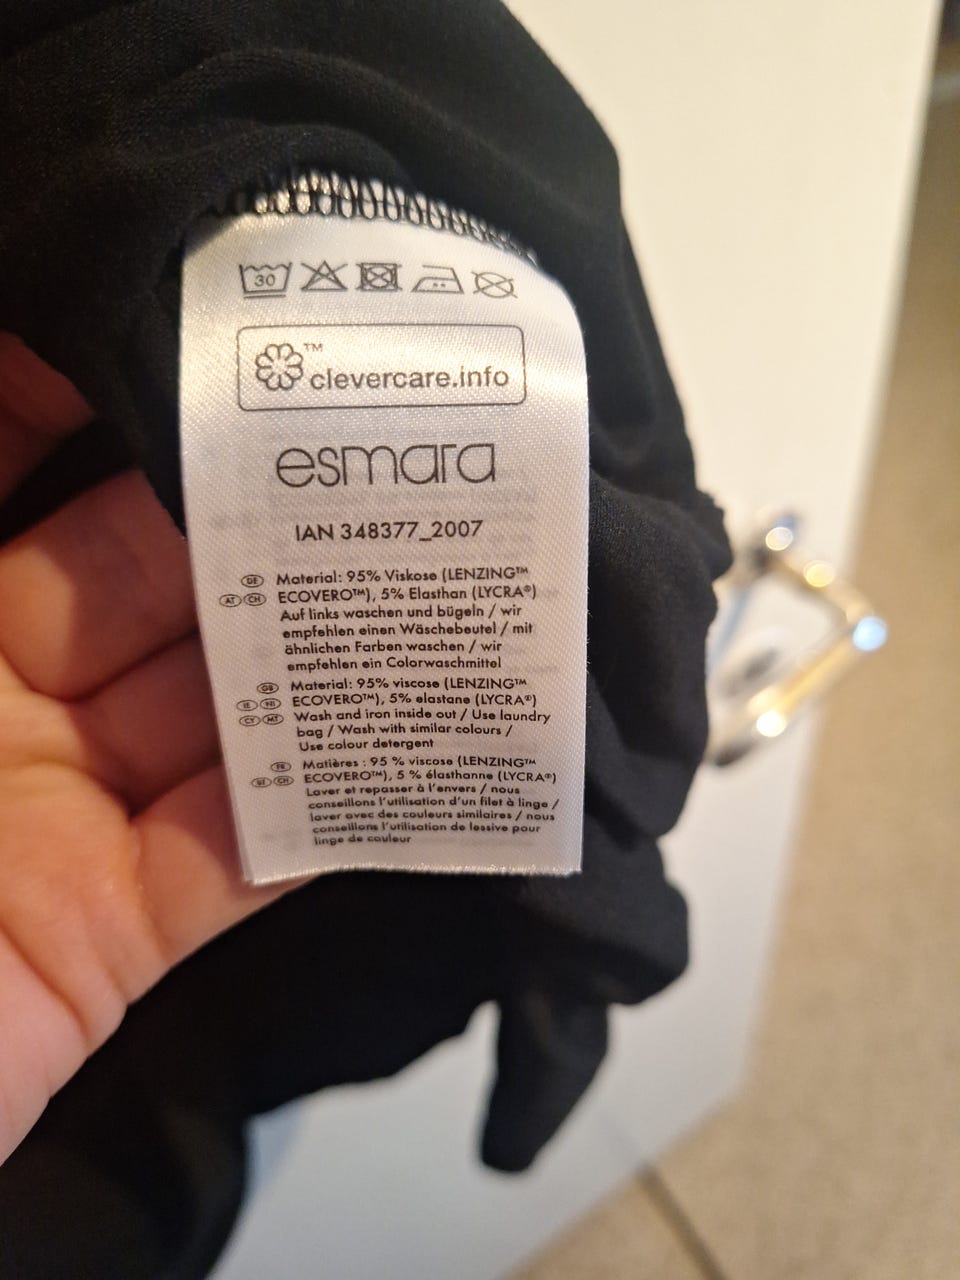 30
™
clevercare.info
esmara
IAN 348377_2007
DE Material: 95% Viskose (LENZING™
AT CH ECOVERO™), 5% Elasthan (LYCRA®)
Auf links waschen und bügeln / wir
empfehlen einen Wäschebeutel / mit
ähnlichen Farben waschen / wir
empfehlen ein Colorwaschmittel
GB Material: 95% viscose (LENZING™
IE NI ECOVERO™), 5% elastane (LYCRA®)
CY MT Wash and iron inside out / Use laundry
bag / Wash with similar colours /
Use colour detergent
FR Matières : 95 % viscose (LENZING™
BE CH ECOVERO™), 5 % élasthanne (LYCRA®)
Laver et repasser à l'envers / nous
conseillons l'utilisation d'un filet à linge /
laver avec des couleurs similaires / nous
conseillons l'utilisation de lessive pour
linge de couleur